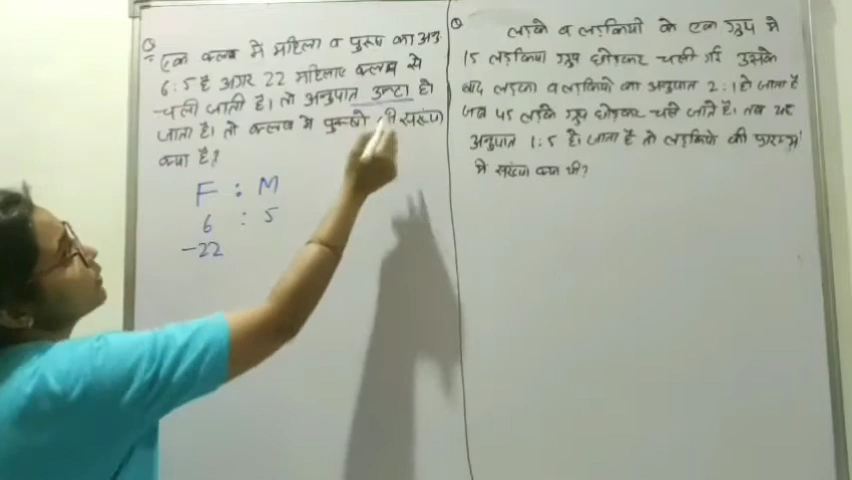 Q
एक क्लब में महिला व पुरूष का अनु
6:5 है अगर 22 महिलाए क्लब से
चली जाती है। तो अनुपात उल्टा हो
जाता है। तो क्लब में पुरूषो की संख्या
क्या है?
F : M
6 : 5
-22
Q
लड़के व लड़कियो के एक ग्रुप मे
15 लड़किया ग्रुप छोड़कर चली गई उसके
बाद लड़का व लड़कियो का अनुपात 2:1 हो जाता है
जब 45 लड़के ग्रुप छोड़कर चले जाते है। तब यह
अनुपात 1:5 हो जाता है तो लड़कियो की प्रारम्भ
मे संख्या क्या थी?